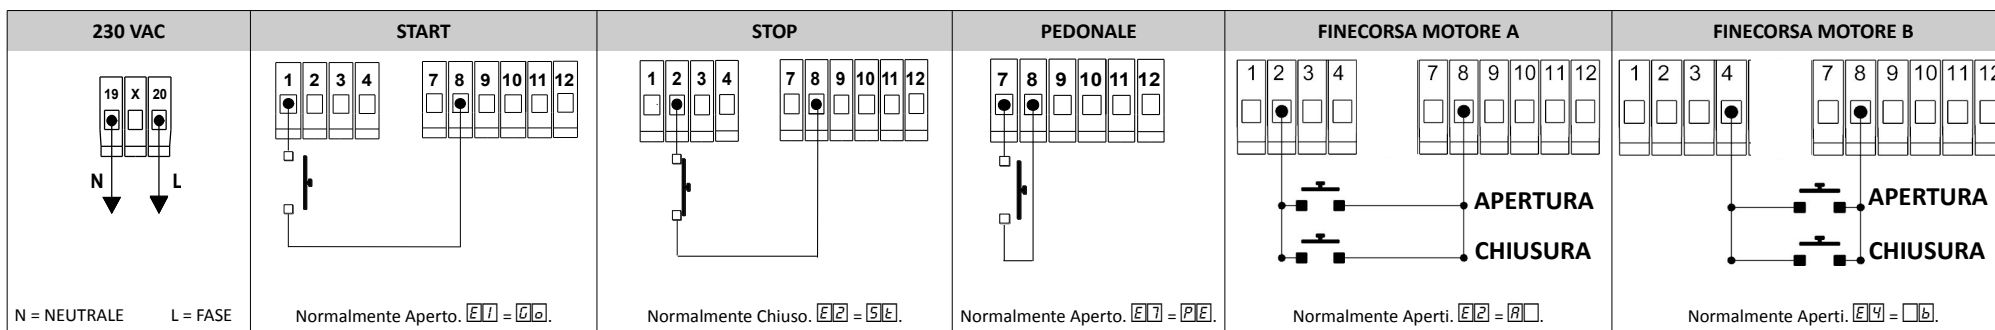 230 VAC
START
STOP
PEDONALE
FINECORSA MOTORE A
FINECORSA MOTORE B
19 X 20
N L
N = NEUTRALE L = FASE
1 2 3 4 7 8 9 10 11 12
Normalmente Aperto. E1 = Go.
1 2 3 4 7 8 9 10 11 12
Normalmente Chiuso. E2 = St.
7 8 9 10 11 12
Normalmente Aperto. E7 = PE.
1 2 3 4 7 8 9 10 11 12
APERTURA
CHIUSURA
Normalmente Aperti. E2 = A .
1 2 3 4 7 8 9 10 11 12
APERTURA
CHIUSURA
Normalmente Aperti. E4 = b.